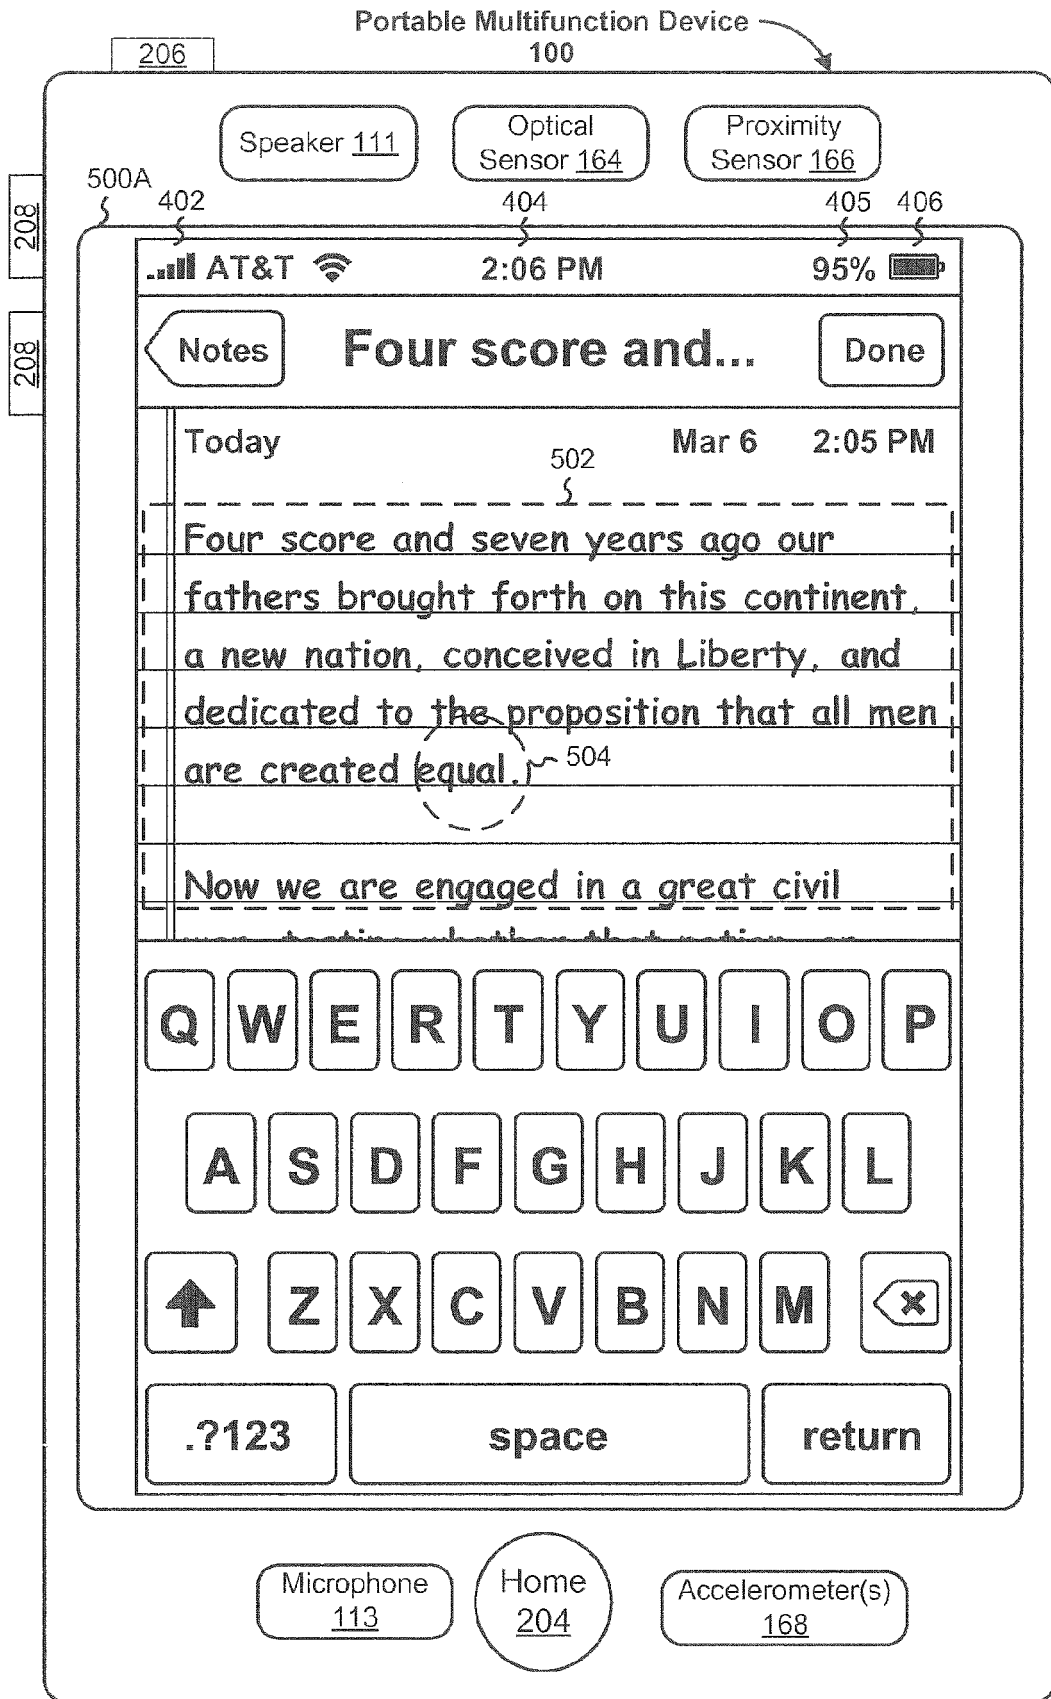 Portable Multifunction Device
100
206
Speaker 111
Optical
Sensor 164
Proximity
Sensor 166
208
208
500A
402
404
405
406
AT&T
2:06 PM
95%
Notes
Four score and...
Done
Today
Mar 6
2:05 PM
502
Four score and seven years ago our
fathers brought forth on this continent,
a new nation, conceived in Liberty, and
dedicated to the proposition that all men
are created equal.
504
Now we are engaged in a great civil
Q W E R T Y U I O P
A S D F G H J K L
Z X C V B N M
.?123
space
return
Microphone
113
Home
204
Accelerometer(s)
168